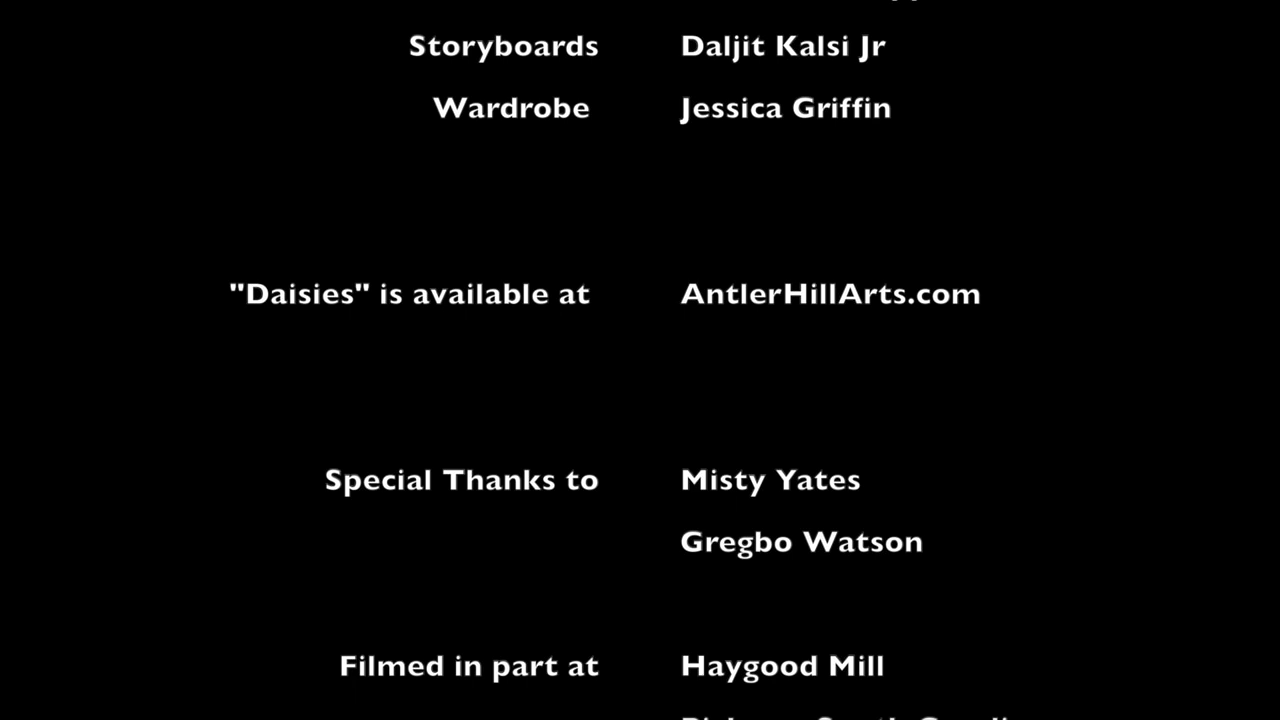 Storyboards Daljit Kalsi Jr
Wardrobe Jessica Griffin
"Daisies" is available at AntlerHillArts.com
Special Thanks to Misty Yates
Gregbo Watson
Filmed in part at Haygood Mill